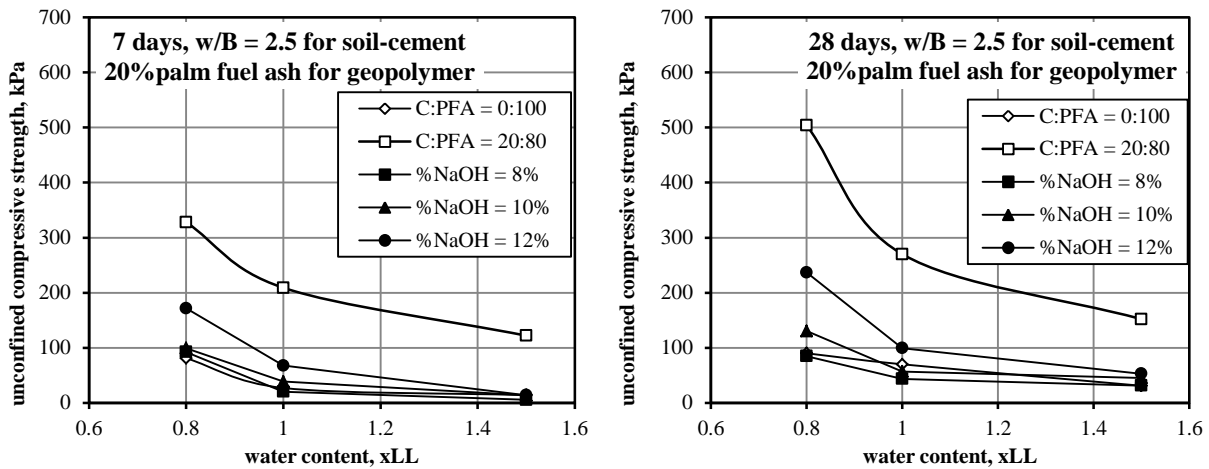 700
600
500
400
300
200
100
0
unconfined compressive strength, kPa
7 days, w/B = 2.5 for soil-cement
20%palm fuel ash for geopolymer
C:PFA = 0:100
C:PFA = 20:80
%NaOH = 8%
%NaOH = 10%
%NaOH = 12%
0.6 0.8 1 1.2 1.4 1.6
water content, xLL
700
600
500
400
300
200
100
0
unconfined compressive strength, kPa
28 days, w/B = 2.5 for soil-cement
20%palm fuel ash for geopolymer
C:PFA = 0:100
C:PFA = 20:80
%NaOH = 8%
%NaOH = 10%
%NaOH = 12%
0.6 0.8 1 1.2 1.4 1.6
water content, xLL